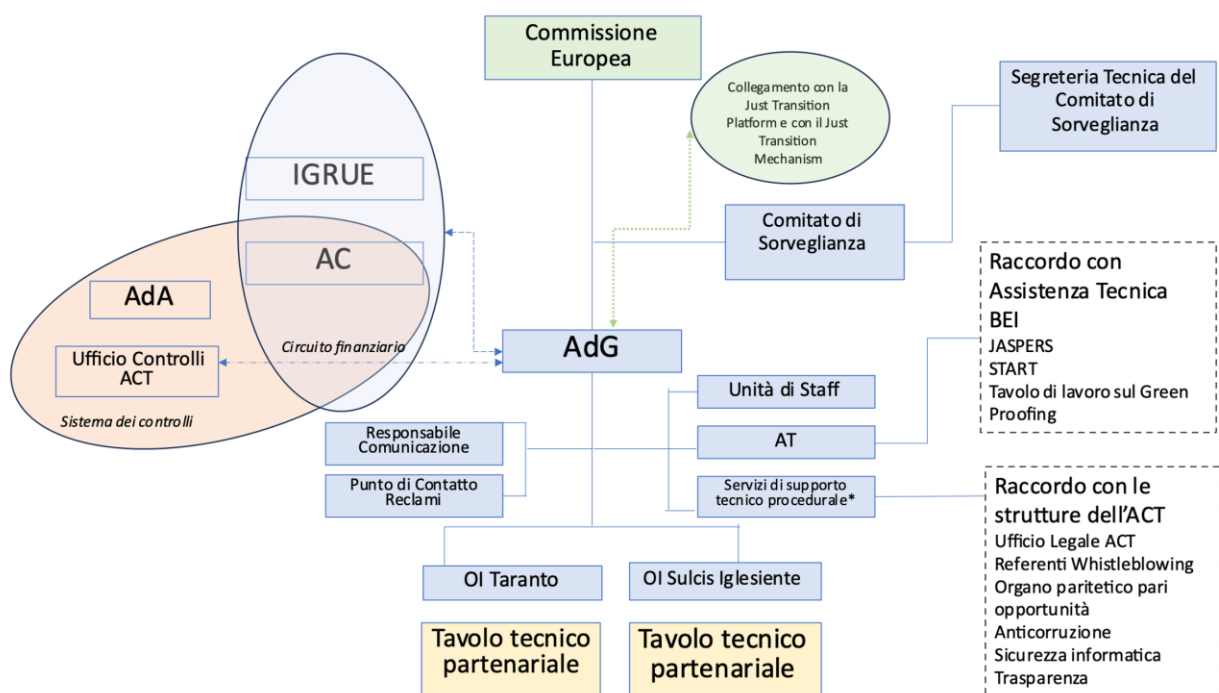 Commissione
Europea
Collegamento con la
Just Transition
Platform e con il Just
Transition
Mechanism
Segreteria Tecnica del
Comitato di
Sorveglianza
IGRUE
Comitato di
Sorveglianza
AC
AdA
Raccordo con
Assistenza Tecnica
BEI
JASPERS
START
Tavolo di lavoro sul Green
Proofing
Circuito finanziario
AdG
Ufficio Controlli
ACT
Sistema dei controlli
Unità di Staff
Responsabile
Comunicazione
AT
Punto di Contatto
Reclami
Servizi di supporto
tecnico procedurale*
Raccordo con le
strutture dell’ACT
Ufficio Legale ACT
Referenti Whistleblowing
Organo paritetico pari
opportunità
Anticorruzione
Sicurezza informatica
Trasparenza
OI Taranto
OI Sulcis Iglesiente
Tavolo tecnico
partenariale
Tavolo tecnico
partenariale